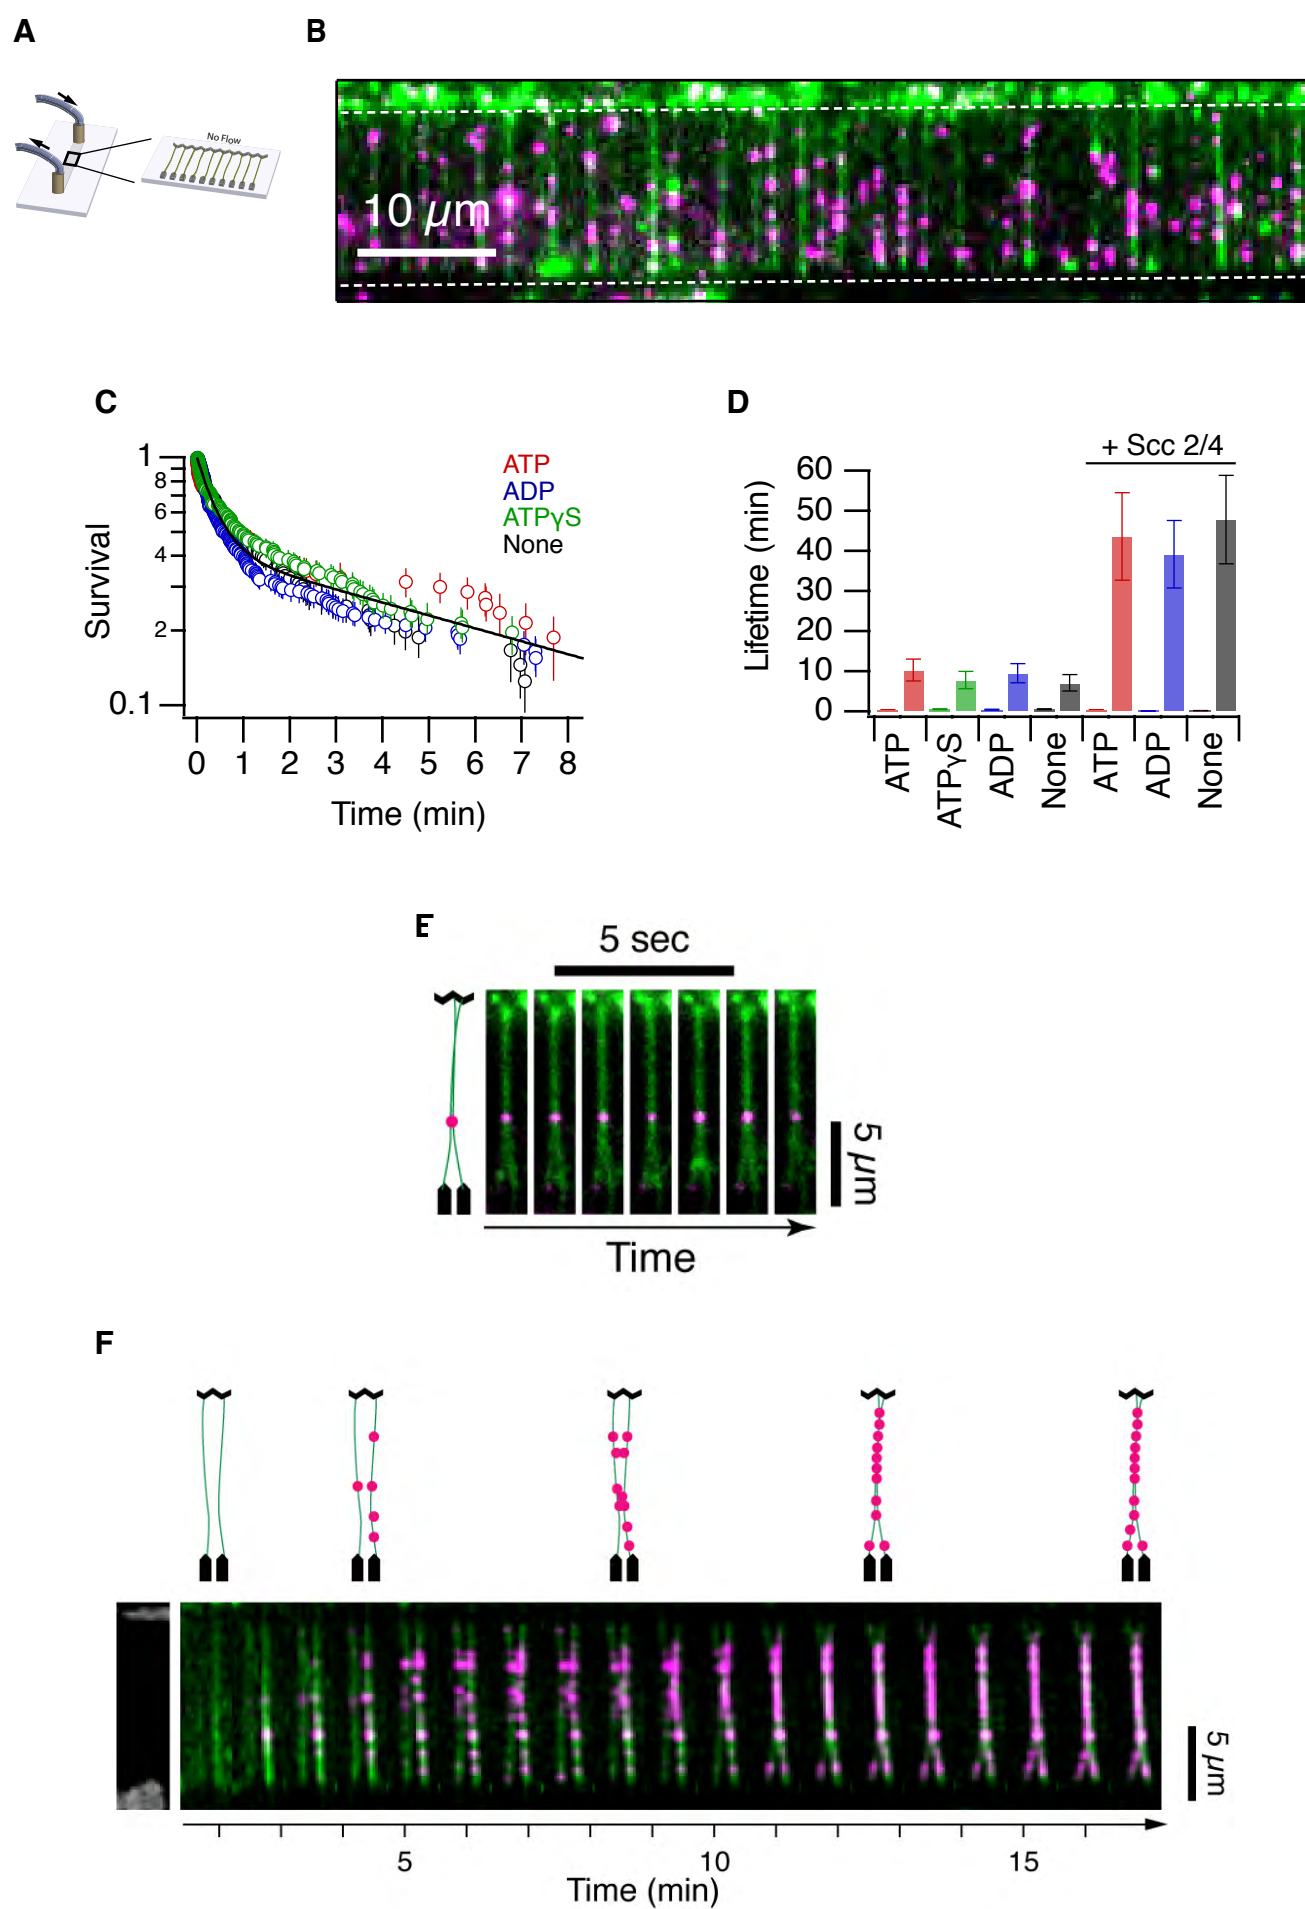 A
B
No Flow
10 µm
C
D
1
8
6
4
2
0.1
Survival
0 1 2 3 4 5 6 7 8
Time (min)
ATP
ADP
ATPγS
None
+ Scc 2/4
60
50
40
30
20
10
0
Lifetime (min)
ATP
ATPγS
ADP
None
ATP
ADP
None
E
5 sec
5 µm
Time
F
5 µm
5 10 15
Time (min)